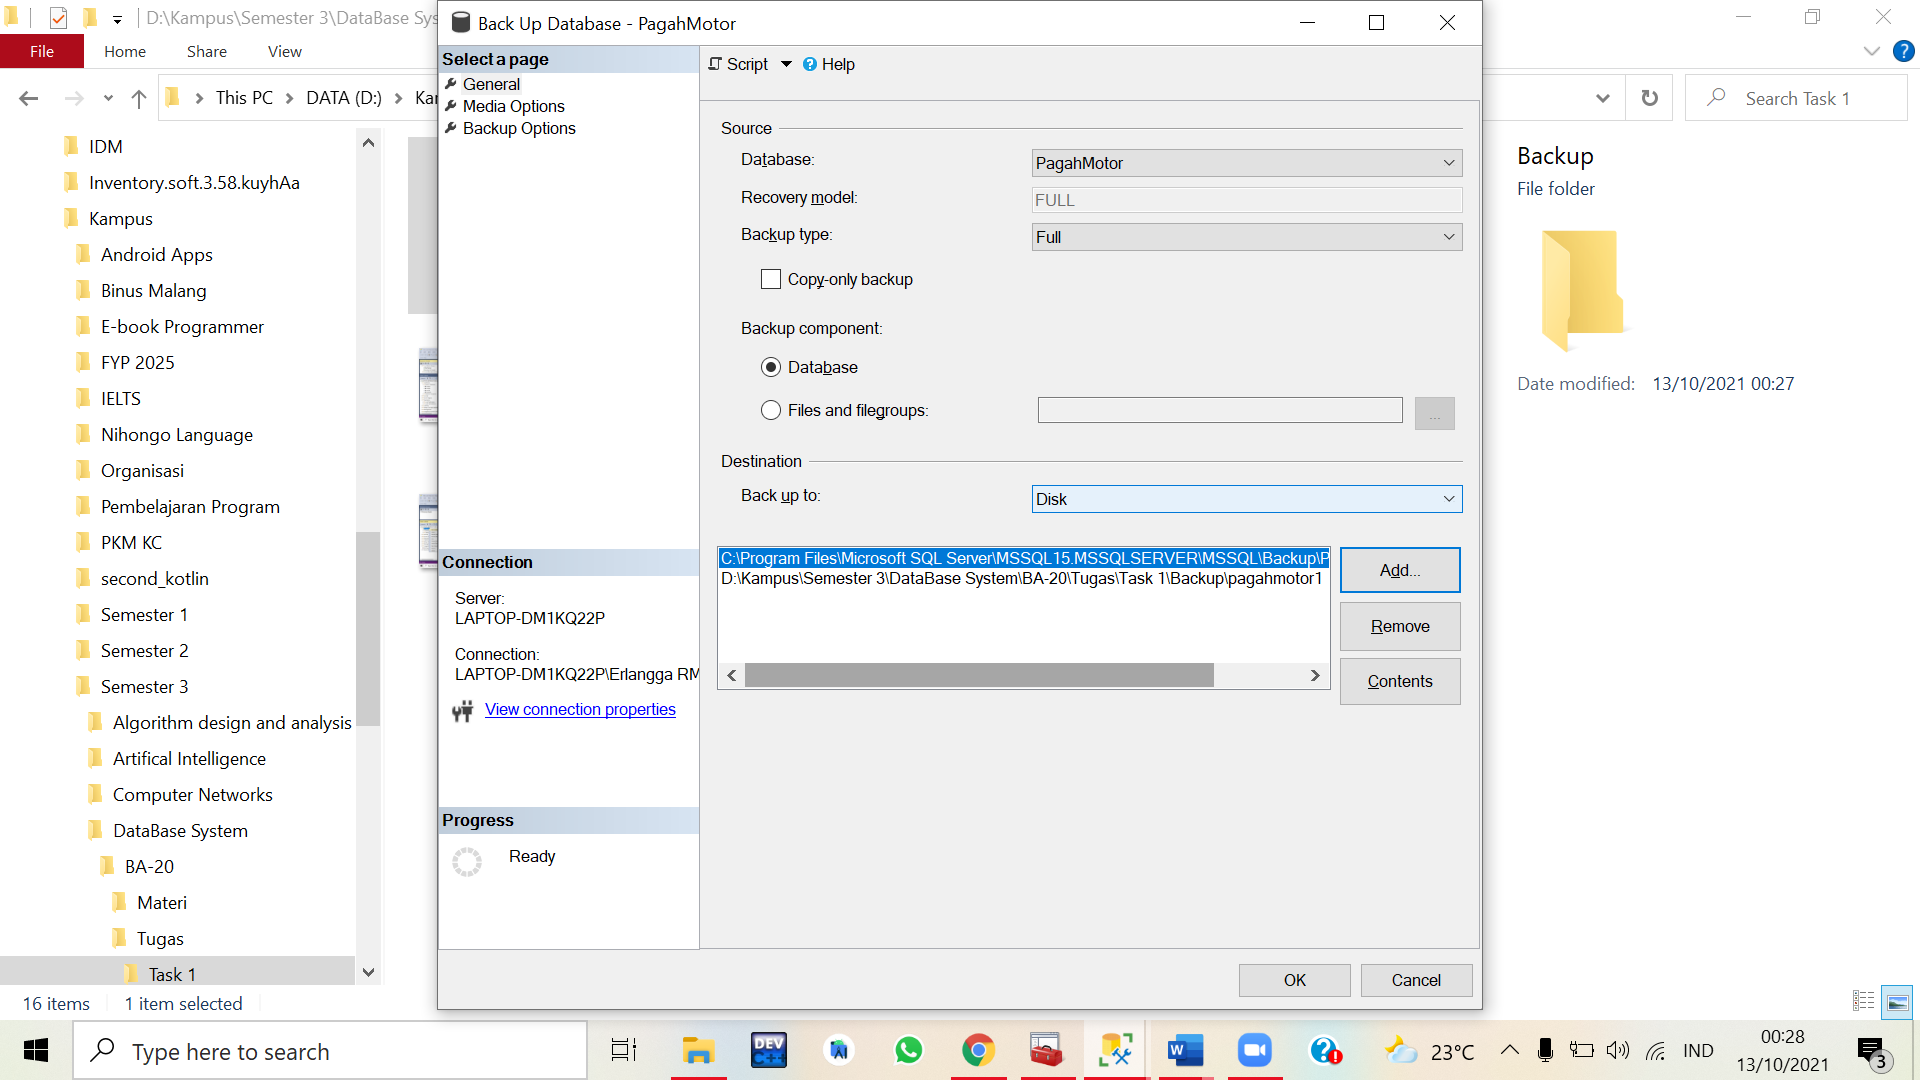 D:\Kampus\Semester 3\DataBase Sys
File
Home
Share
View
This PC
DATA (D:)
Search Task 1
IDM
Inventory.soft.3.58.kuyhAa
Kampus
Android Apps
Binus Malang
E-book Programmer
FYP 2025
IELTS
Nihongo Language
Organisasi
Pembelajaran Program
PKM KC
second_kotlin
Semester 1
Semester 2
Semester 3
Algorithm design and analysis
Artifical Intelligence
Computer Networks
DataBase System
BA-20
Materi
Tugas
Task 1
16 items
1 item selected
Back Up Database - PagahMotor
Select a page
General
Media Options
Backup Options
Connection
Server:
LAPTOP-DM1KQ22P
Connection:
LAPTOP-DM1KQ22P\Erlangga RM
View connection properties
Progress
Ready
Script
Help
Source
Database:
PagahMotor
Recovery model:
FULL
Backup type:
Full
Copy-only backup
Backup component:
Database
Files and filegroups:
...
Destination
Back up to:
Disk
C:\Program Files\Microsoft SQL Server\MSSQL15.MSSQLSERVER\MSSQL\Backup\P
D:\Kampus\Semester 3\DataBase System\BA-20\Tugas\Task 1\Backup\pagahmotor1
Add...
Remove
Contents
OK
Cancel
Backup
File folder
Date modified: 13/10/2021 00:27
Type here to search
DEV
C++
23°C
IND
00:28
13/10/2021
3